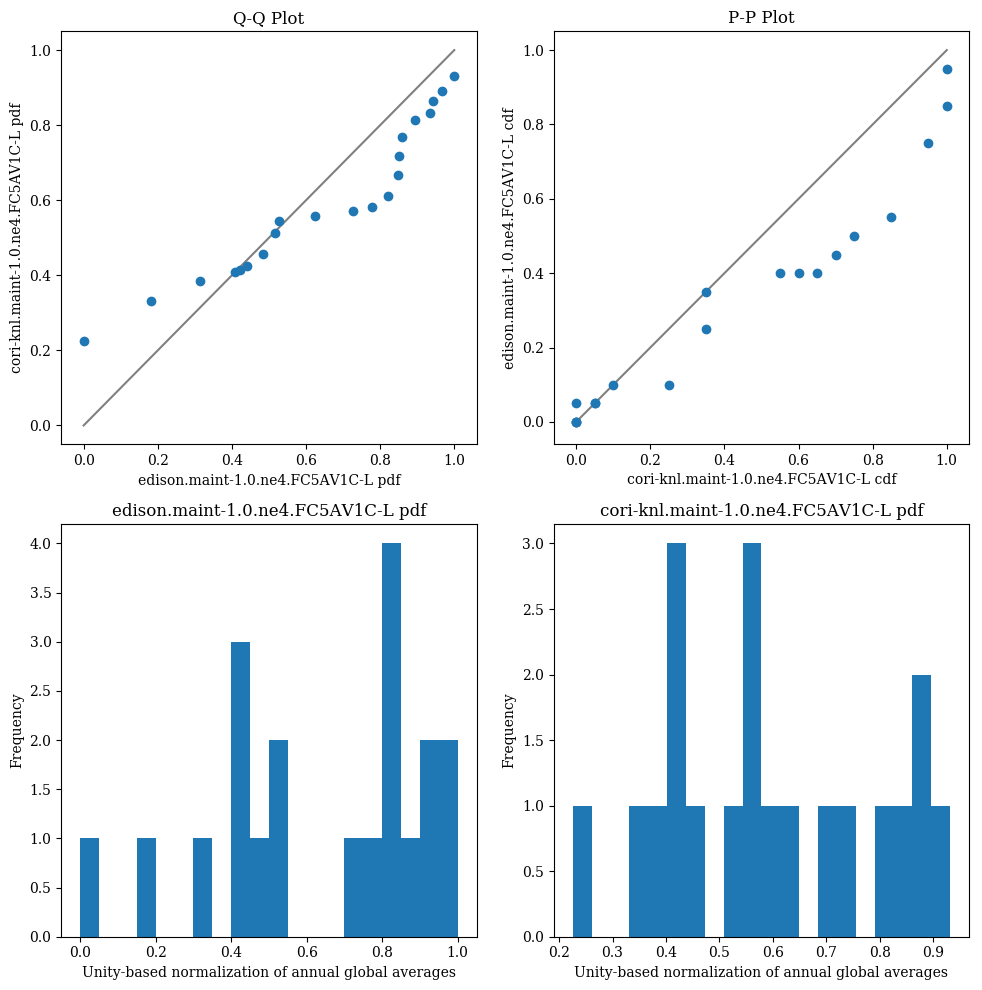 Q-Q Plot
1.0
0.8
0.6
0.4
0.2
0.0
cori-knl.maint-1.0.ne4.FC5AV1C-L pdf
0.0 0.2 0.4 0.6 0.8 1.0
edison.maint-1.0.ne4.FC5AV1C-L pdf
P-P Plot
1.0
0.8
0.6
0.4
0.2
0.0
edison.maint-1.0.ne4.FC5AV1C-L cdf
0.0 0.2 0.4 0.6 0.8 1.0
cori-knl.maint-1.0.ne4.FC5AV1C-L cdf
edison.maint-1.0.ne4.FC5AV1C-L pdf
4.0
3.5
3.0
2.5
2.0
1.5
1.0
0.5
0.0
Frequency
0.0 0.2 0.4 0.6 0.8 1.0
Unity-based normalization of annual global averages
cori-knl.maint-1.0.ne4.FC5AV1C-L pdf
3.0
2.5
2.0
1.5
1.0
0.5
0.0
Frequency
0.2 0.3 0.4 0.5 0.6 0.7 0.8 0.9
Unity-based normalization of annual global averages